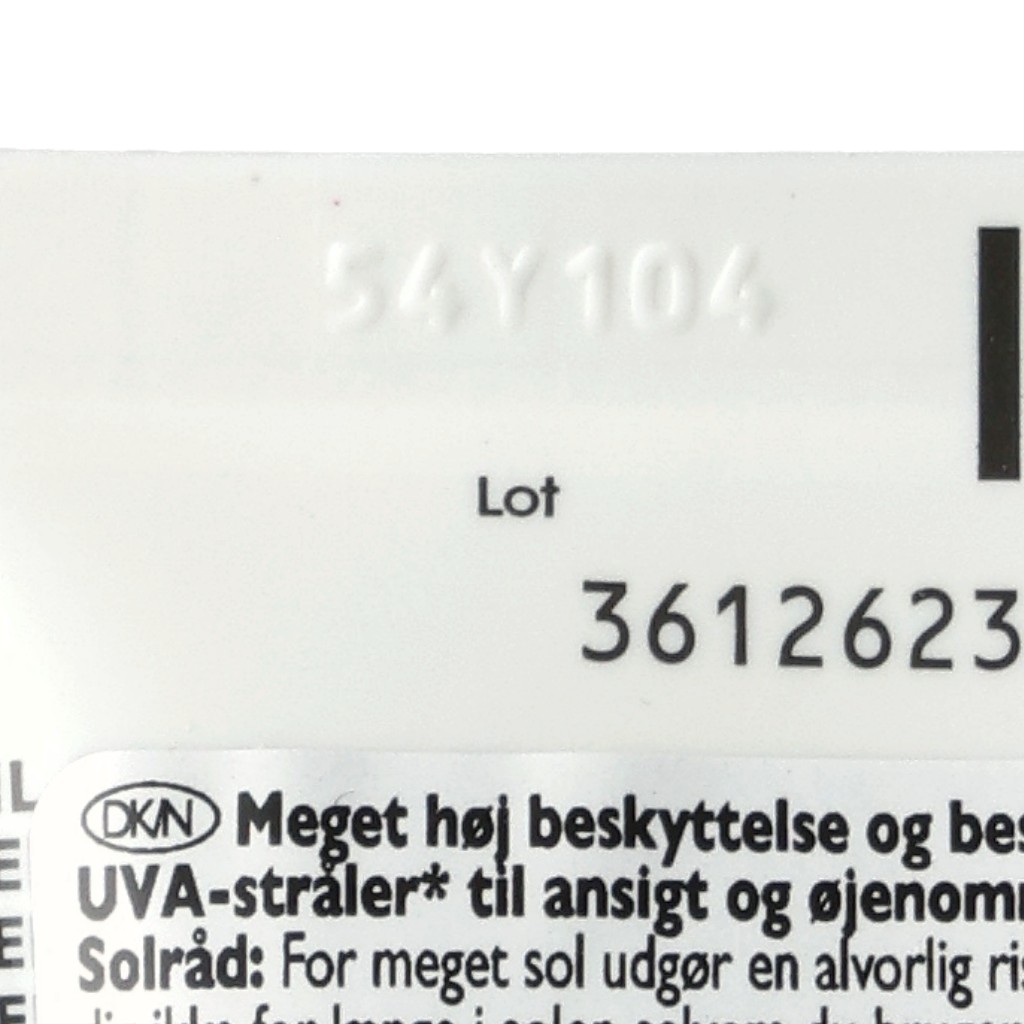 54Y104
Lot
3612623
DK/N Meget høj beskyttelse og bes
UVA-stråler* til ansigt og øjenomr
Solråd: For meget sol udgør en alvorlig ris